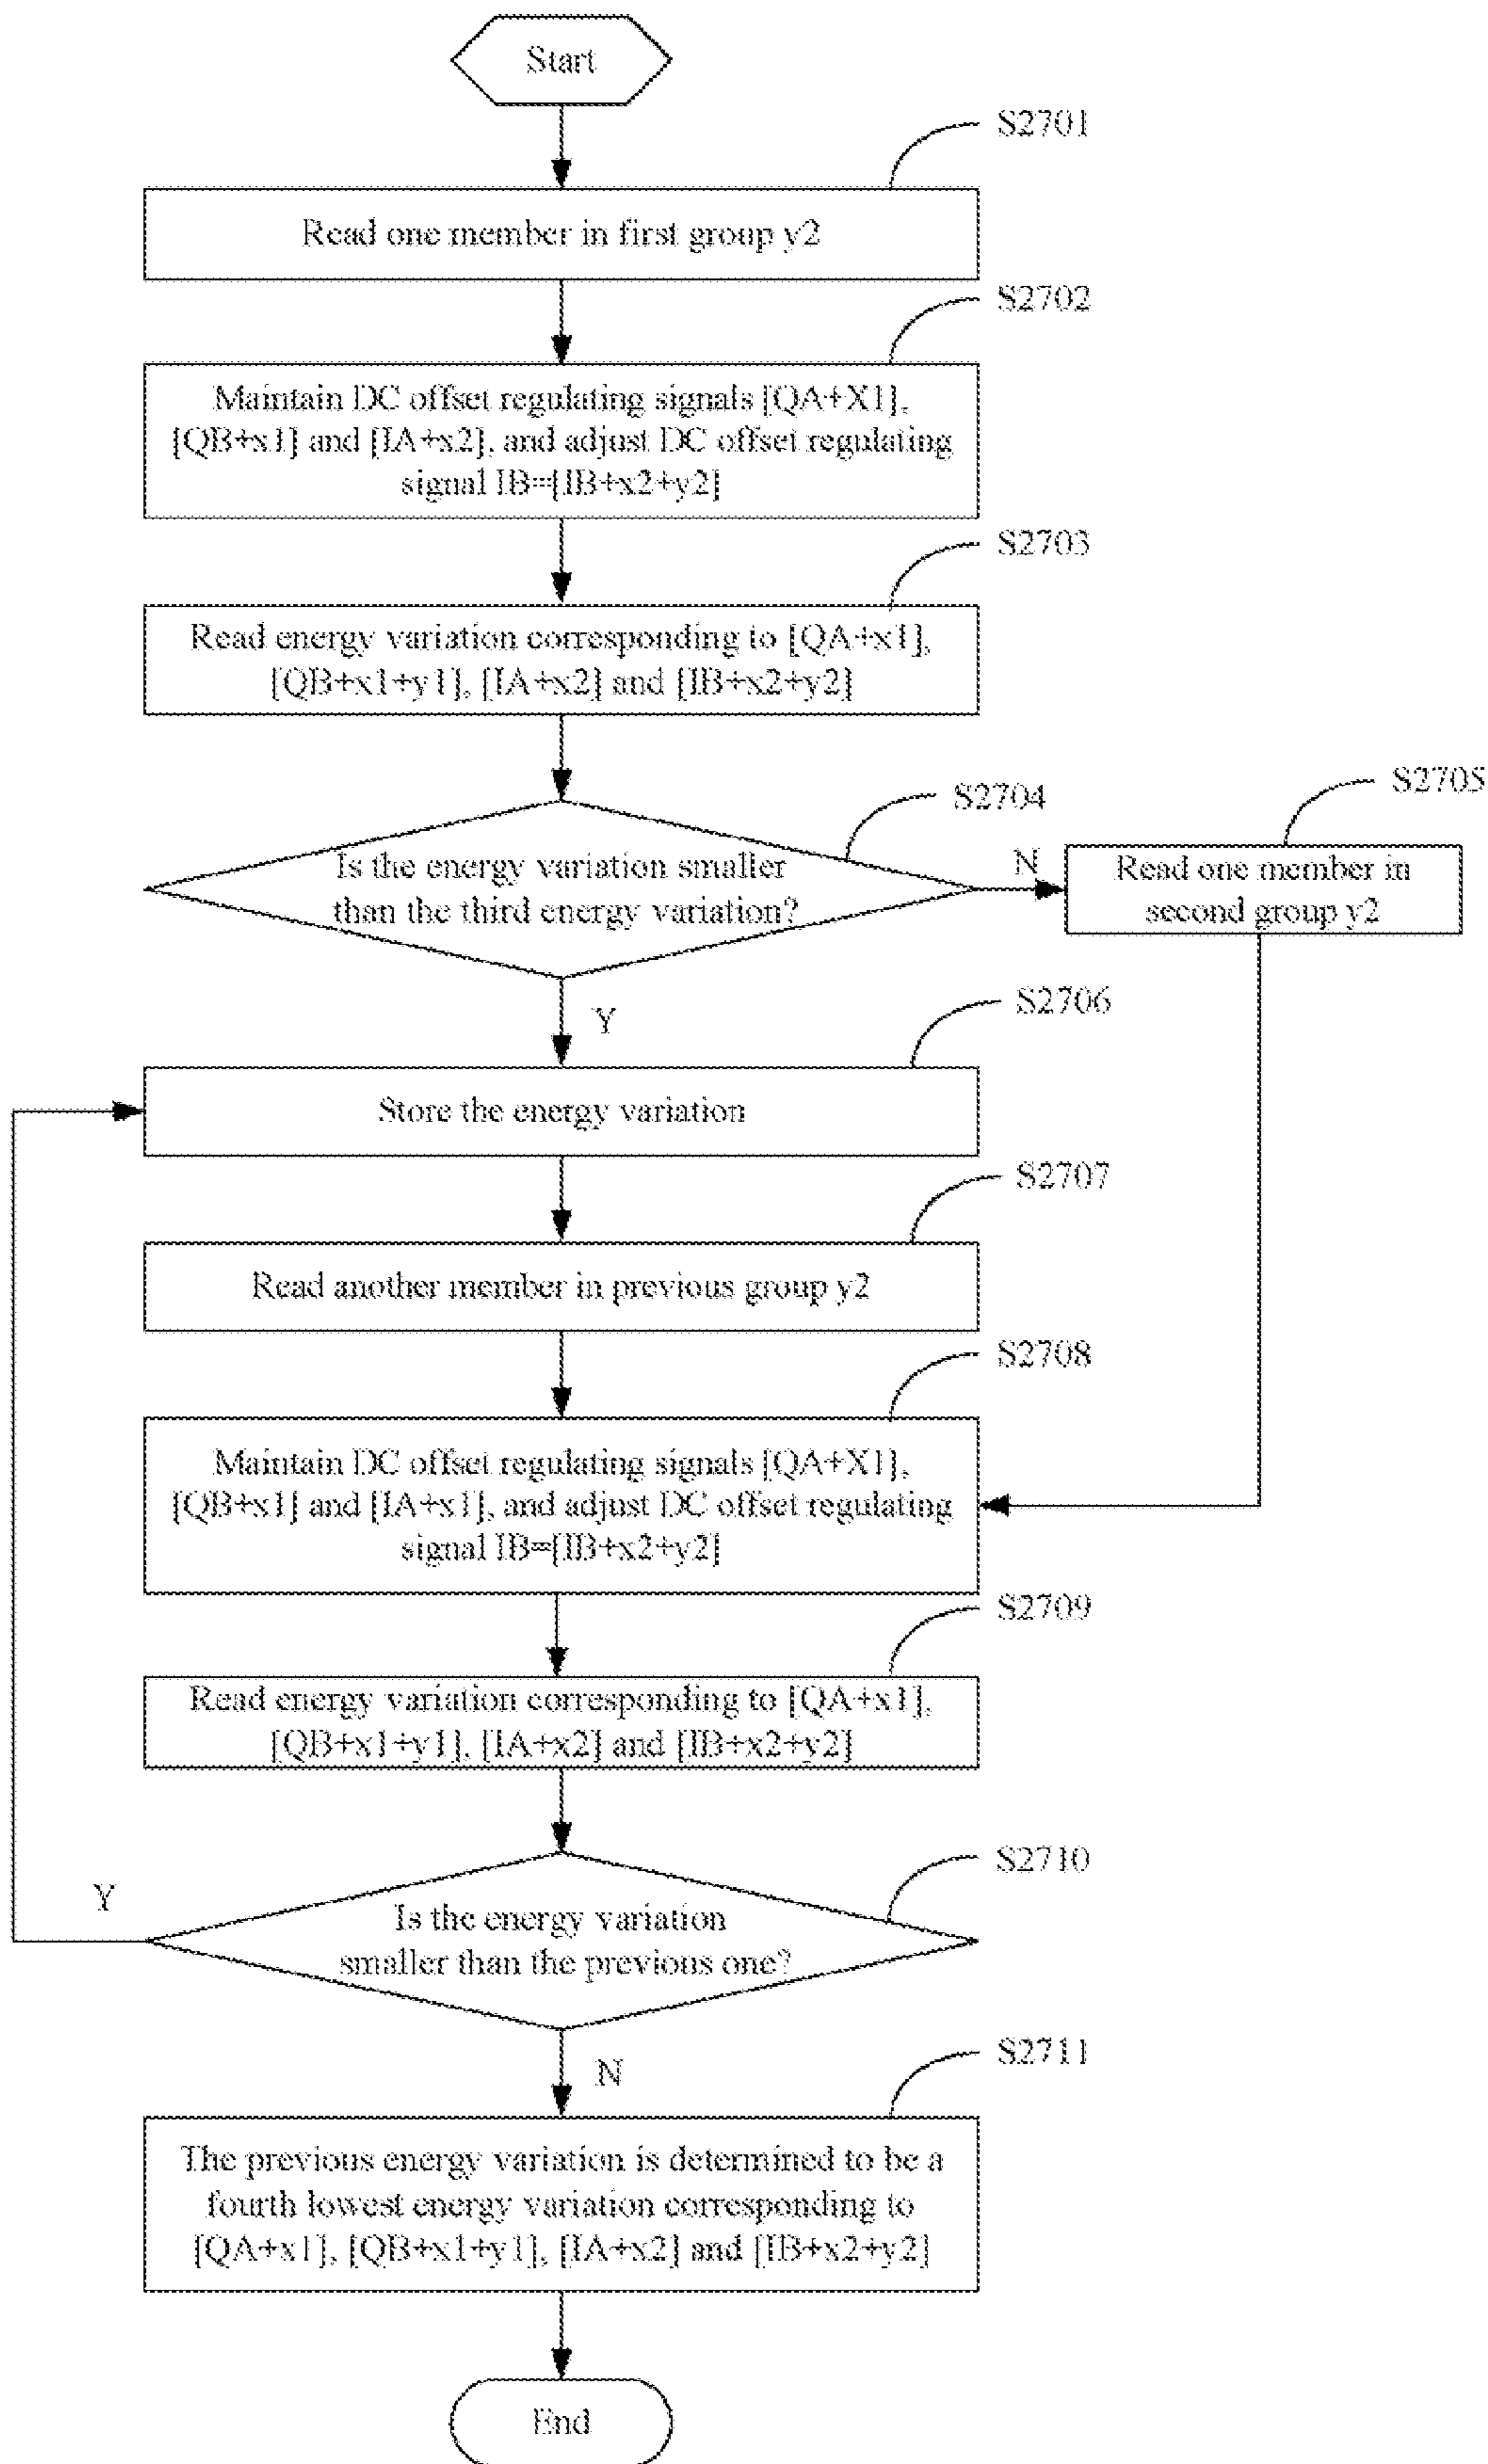 Start
S2701
Read one member in first group y2
S2702
Maintain DC offset regulating signals [QA+X1],
[QB+x1] and [IA+x2], and adjust DC offset regulating
signal IB=[IB+x2+y2]
S2703
Read energy variation corresponding to [QA+x1],
[QB+x1+y1], [IA+x2] and [IB+x2+y2]
S2704
Is the energy variation smaller
than the third energy variation?
N
S2705
Read one member in
second group y2
Y
S2706
Store the energy variation
S2707
Read another member in previous group y2
S2708
Maintain DC offset regulating signals [QA+X1],
[QB+x1] and [IA+x1], and adjust DC offset regulating
signal IB=[IB+x2+y2]
S2709
Read energy variation corresponding to [QA+x1],
[QB+x1+y1], [IA+x2] and [IB+x2+y2]
S2710
Y
Is the energy variation
smaller than the previous one?
N
S2711
The previous energy variation is determined to be a
fourth lowest energy variation corresponding to
[QA+x1], [QB+x1+y1], [IA+x2] and [IB+x2+y2]
End